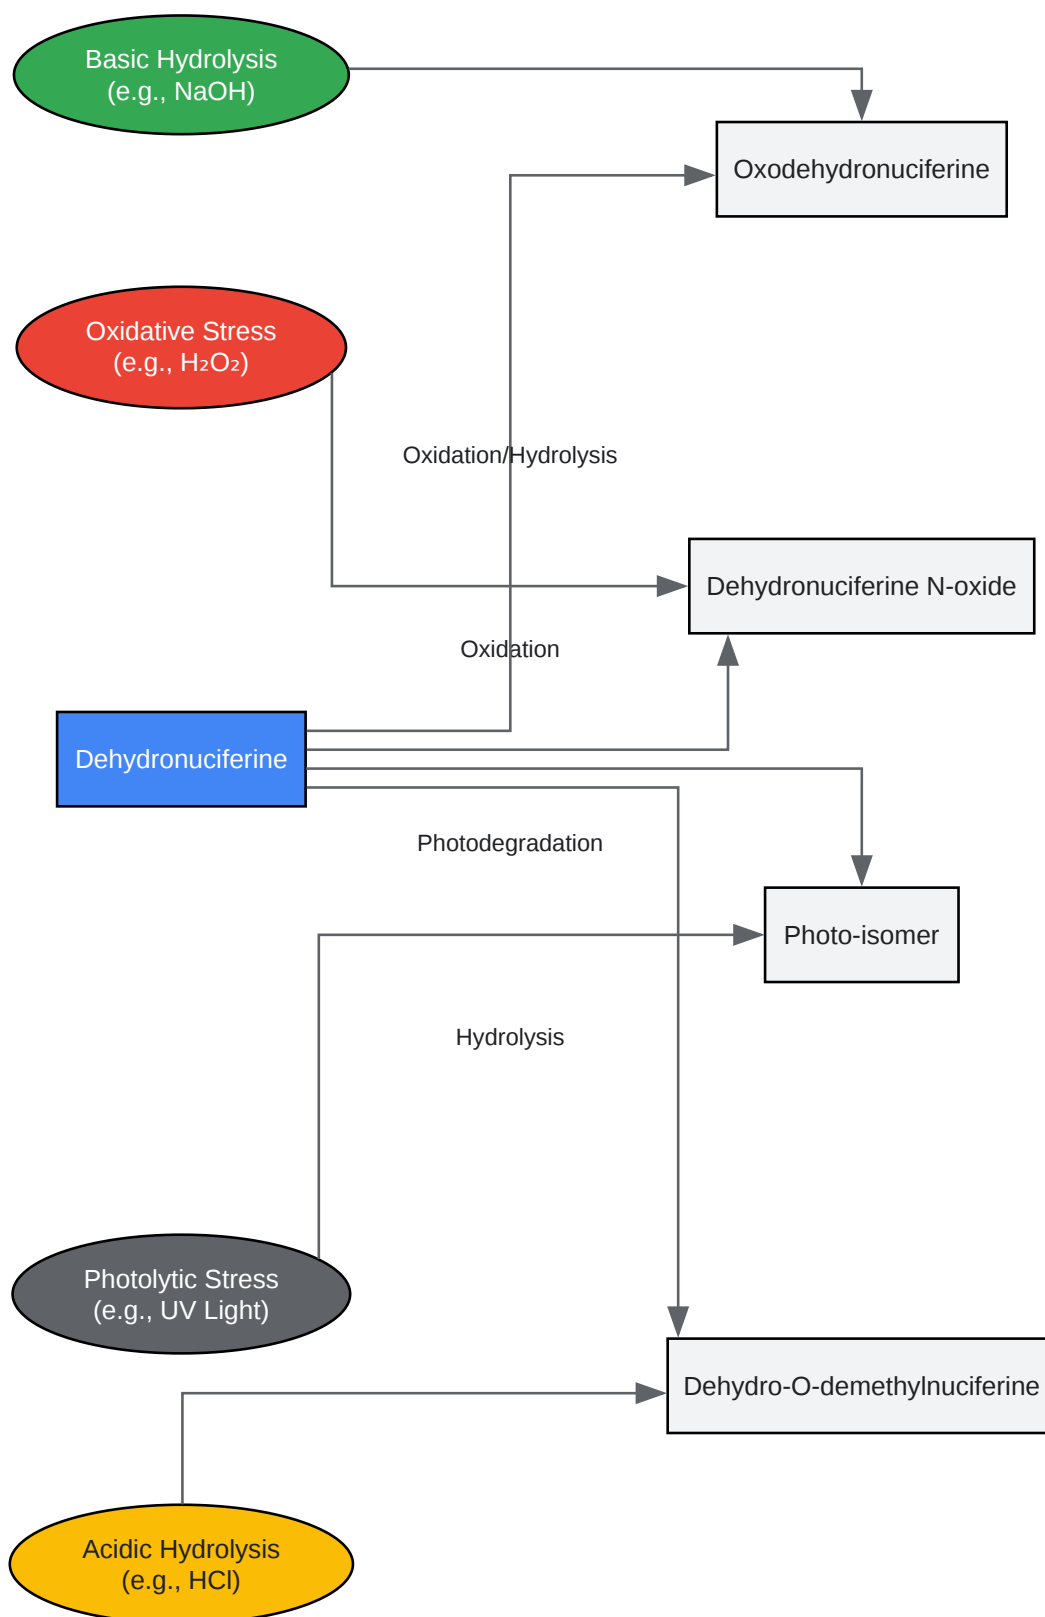 Basic Hydrolysis
(e.g., NaOH)
Oxodehydronuciferine
Oxidative Stress
(e.g., H₂O₂)
Oxidation/Hydrolysis
Dehydronuciferine N-oxide
Oxidation
Dehydronuciferine
Photodegradation
Photo-isomer
Hydrolysis
Photolytic Stress
(e.g., UV Light)
Dehydro-O-demethylnuciferine
Acidic Hydrolysis
(e.g., HCl)